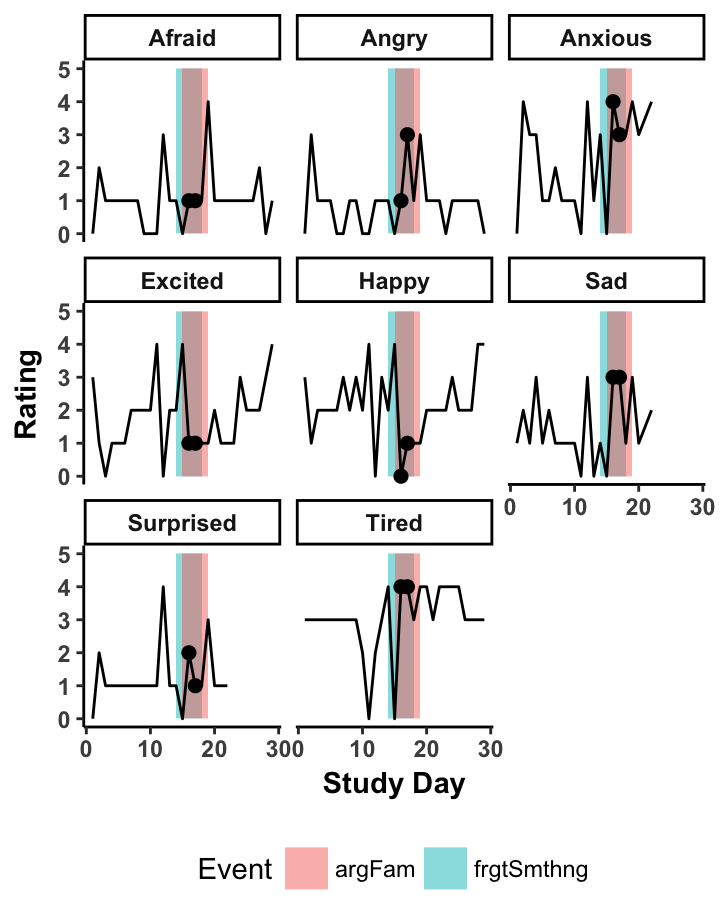 Afraid Angry Anxious
5
4
3
2
1
0
Excited Happy Sad
5
4
3
2
1
0
0 10 20 30
Rating
Surprised Tired
5
4
3
2
1
0
0 10 20 300 10 20 30
Study Day
Event argFam frgtSmthng